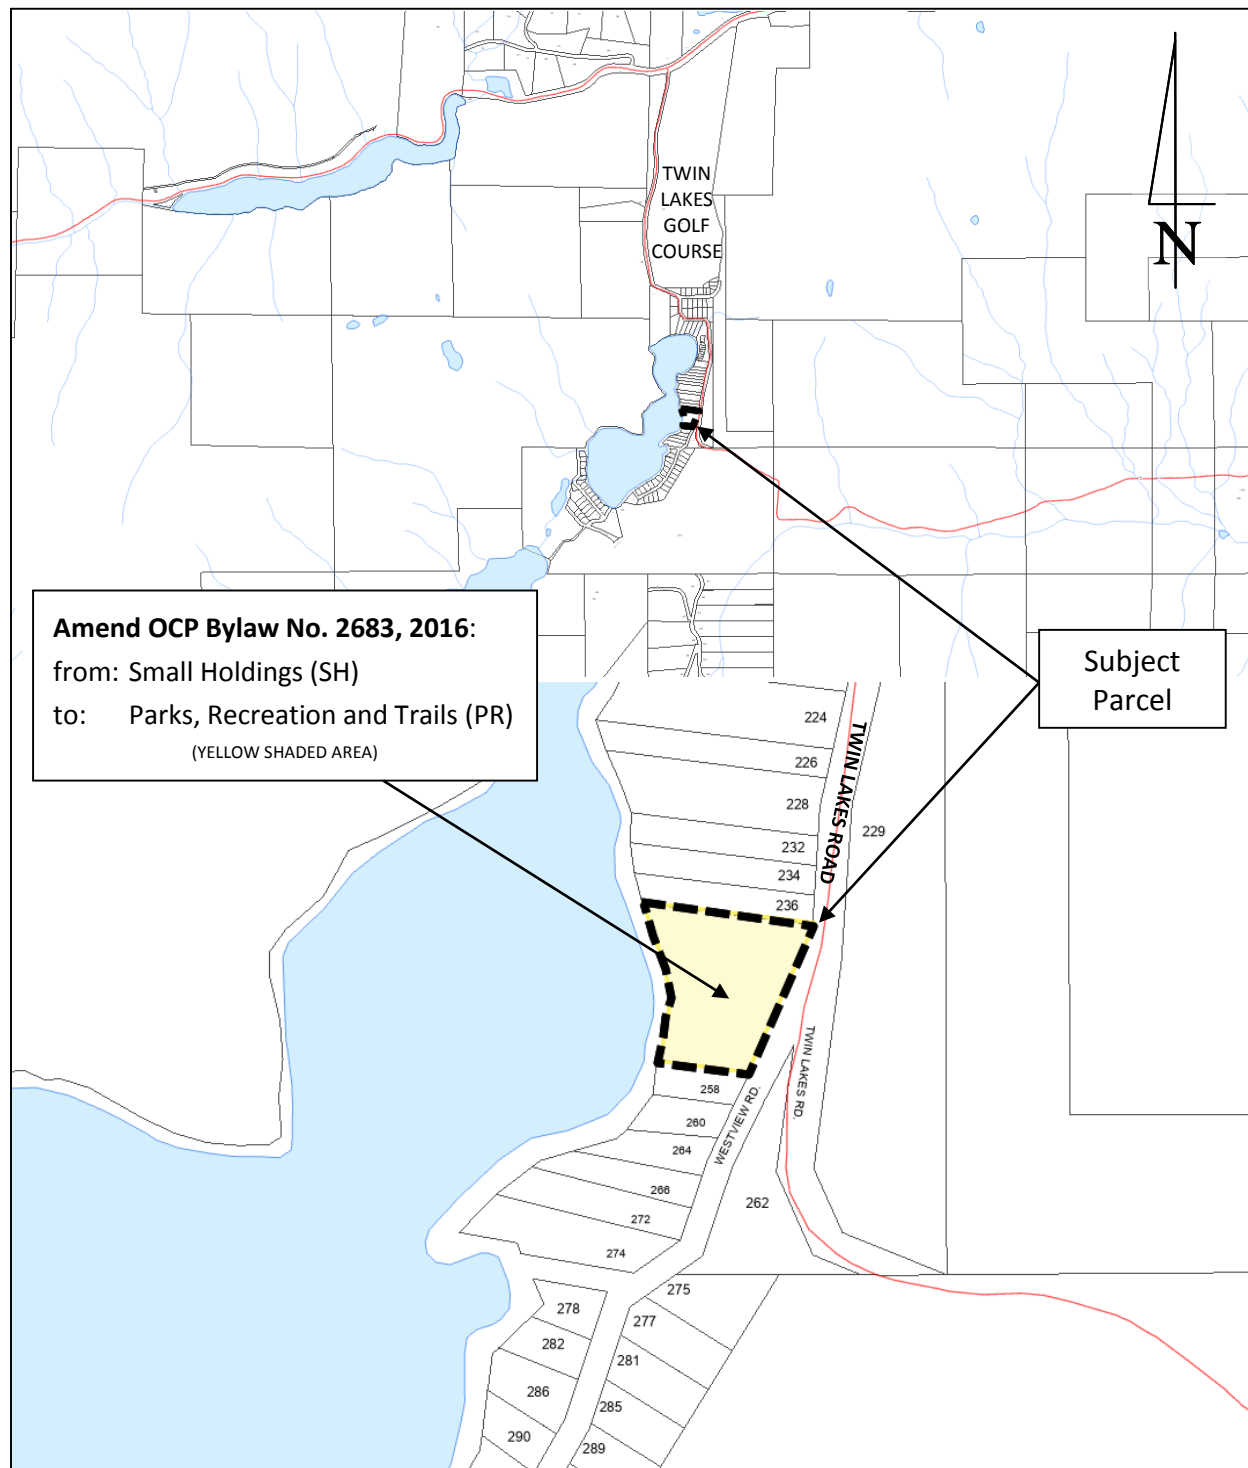 TWIN
LAKES
GOLF
COURSE
N
Amend OCP Bylaw No. 2683, 2016:
from: Small Holdings (SH)
to: Parks, Recreation and Trails (PR)
(YELLOW SHADED AREA)
Subject
Parcel
224
226
228
232
234
236
TWIN LAKES ROAD
229
TWIN LAKES RD.
258
260
264
266
272
274
WESTVIEW RD.
262
275
277
278
281
282
285
286
289
290